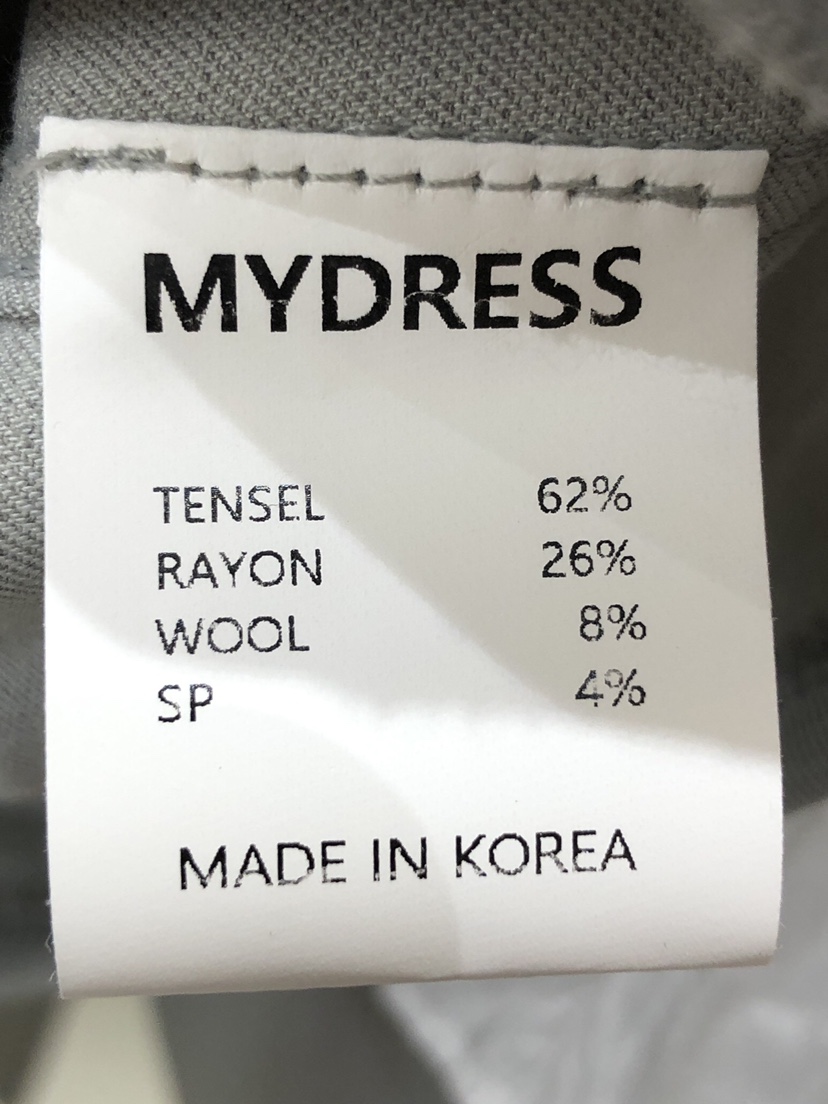 MYDRESS
TENSEL 62%
RAYON 26%
WOOL 8%
SP 4%
MADE IN KOREA